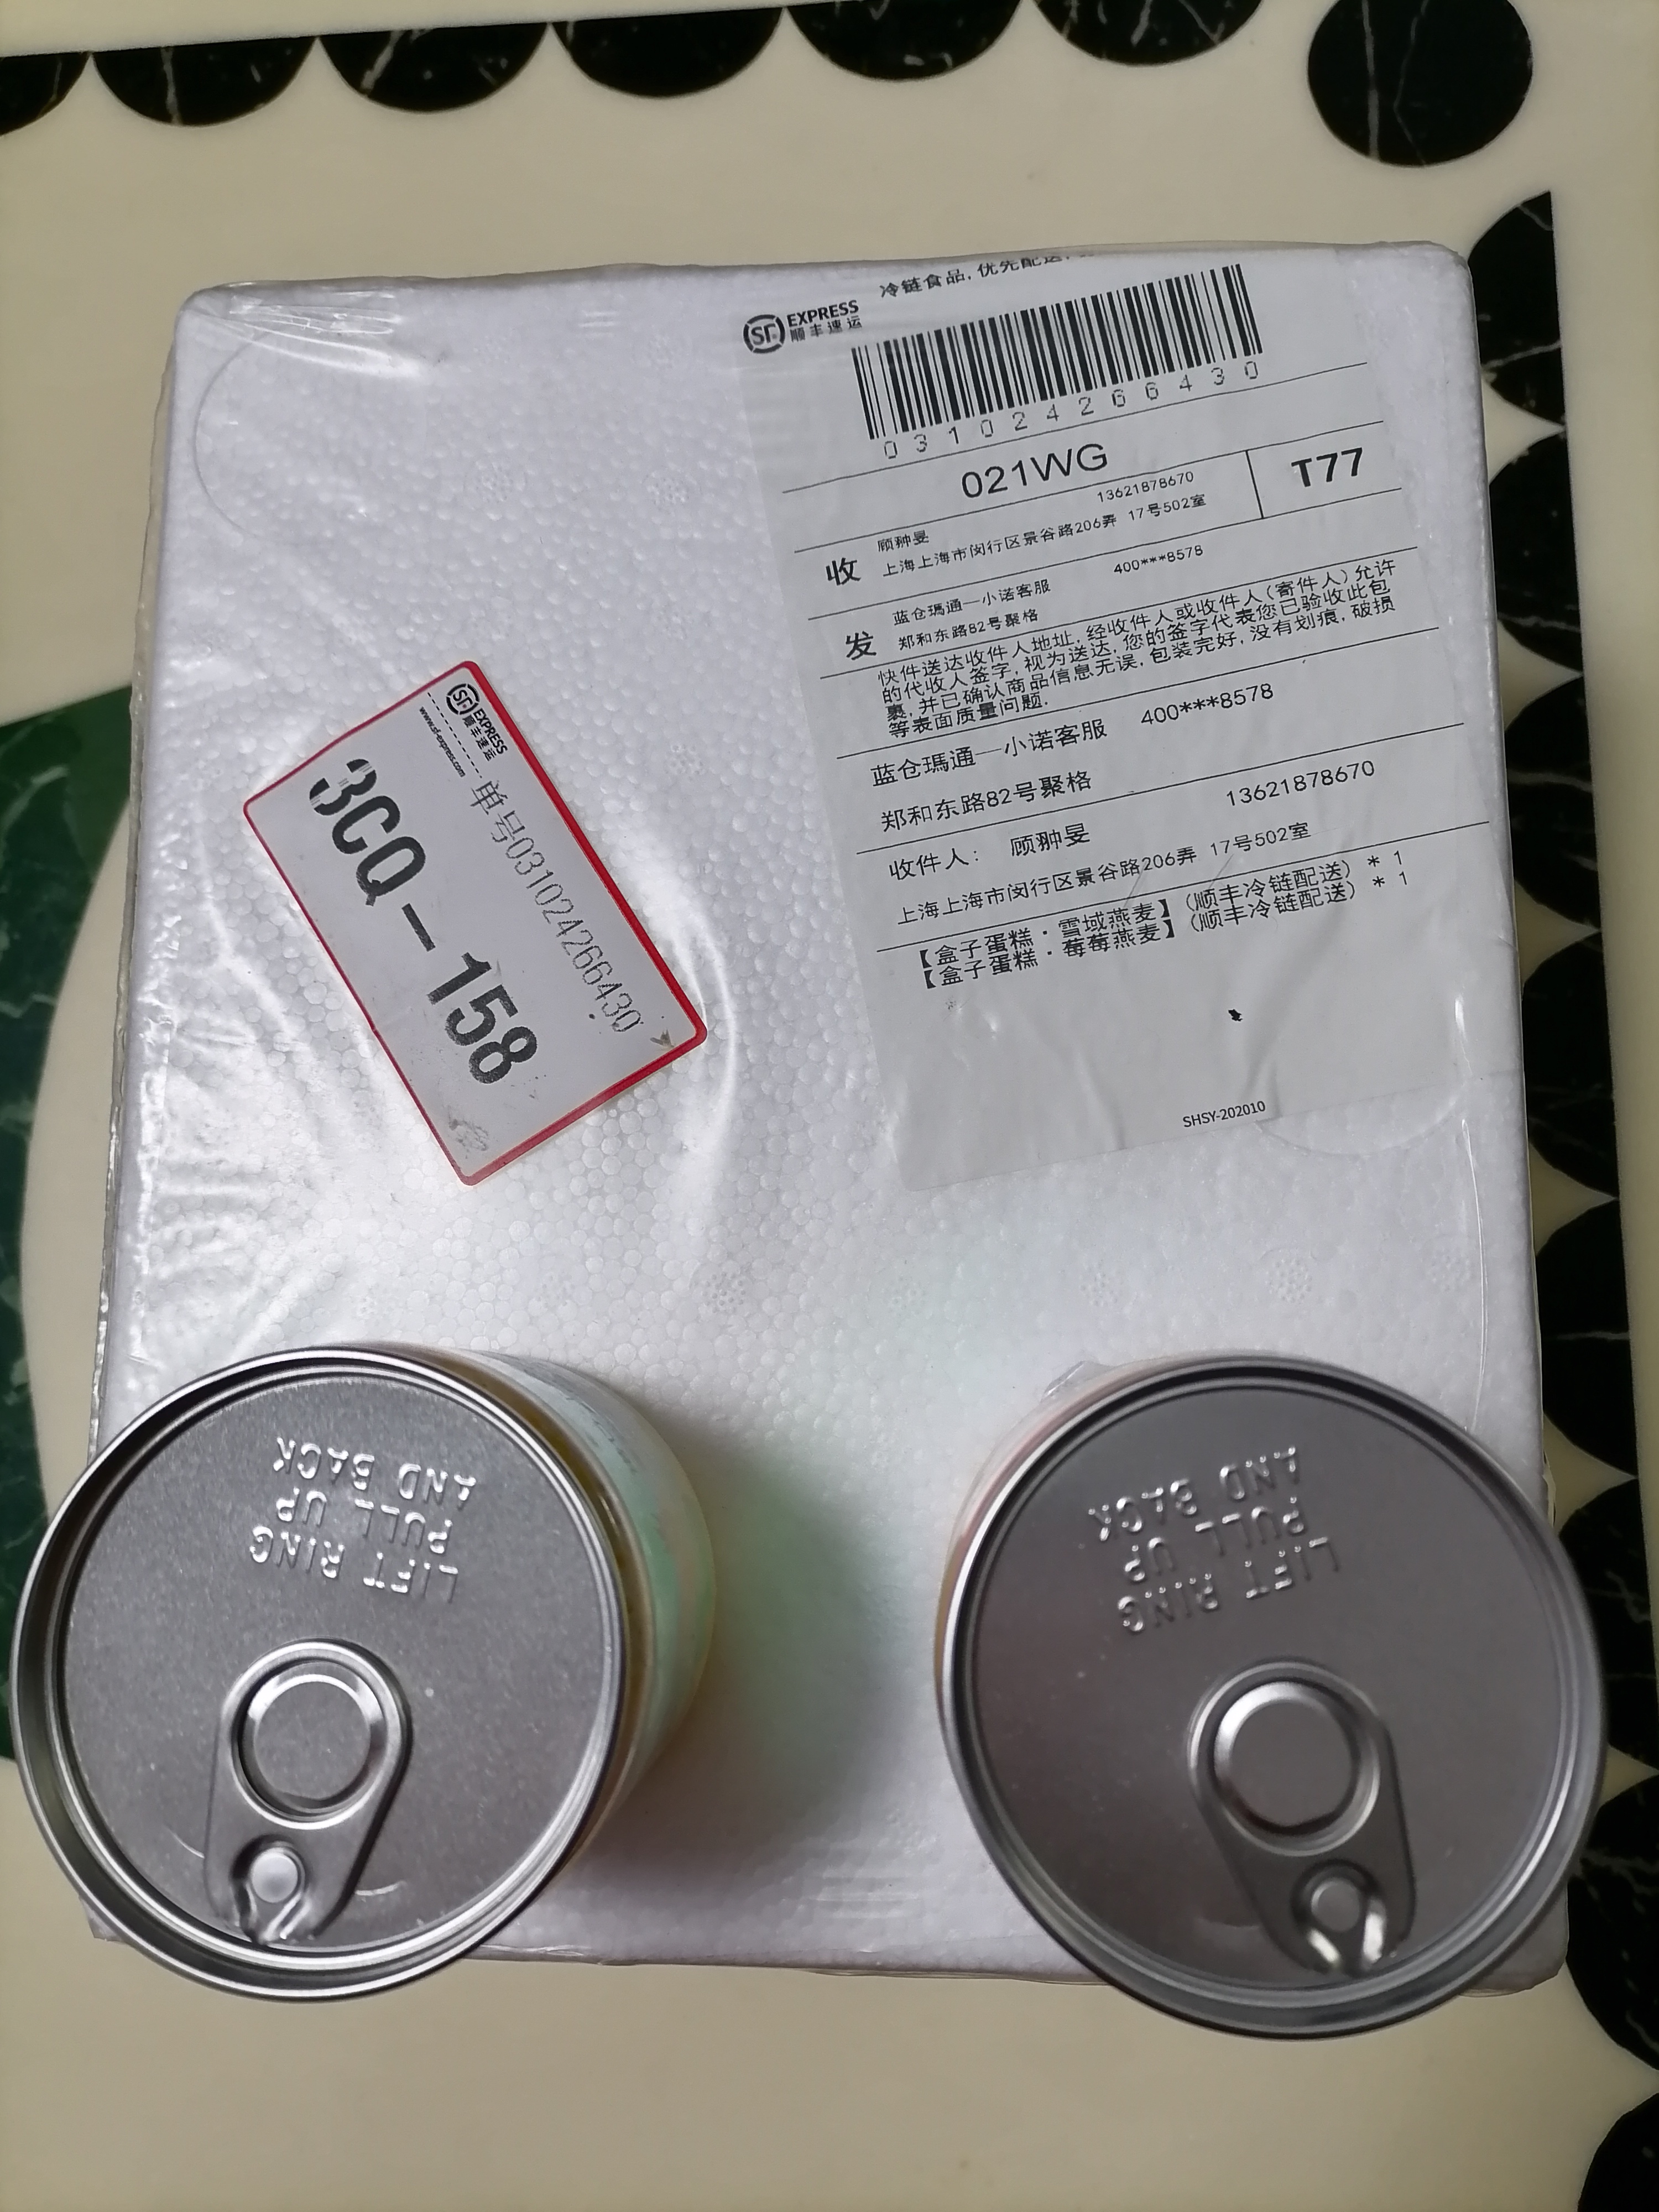 冷链食品,优先配送,
SF EXPRESS
顺丰速运
031024266430
021WG
T77
收
顾翀旻 13621878670
上海上海市闵行区景谷路206弄 17号502室
发
蓝仓瑪通—小诺客服 400***8578
郑和东路82号聚格
快件送达收件人地址,经收件人或收件人(寄件人)允许
的代收人签字,视为送达,您的签字代表您已验收此包
裹,并已确认商品信息无误,包装完好,没有划痕,破损
等表面质量问题.
蓝仓瑪通—小诺客服 400***8578
郑和东路82号聚格
收件人: 顾翀旻 13621878670
上海上海市闵行区景谷路206弄 17号502室
【盒子蛋糕·雪域燕麦】(顺丰冷链配送) * 1
【盒子蛋糕·莓莓燕麦】(顺丰冷链配送) * 1
SHSY-202010
SF EXPRESS
顺丰速运
www.sf-express.com
单号031024266430
3CQ-158
LIFT RING
PULL UP
AND BACK
LIFT RING
PULL UP
AND BACK